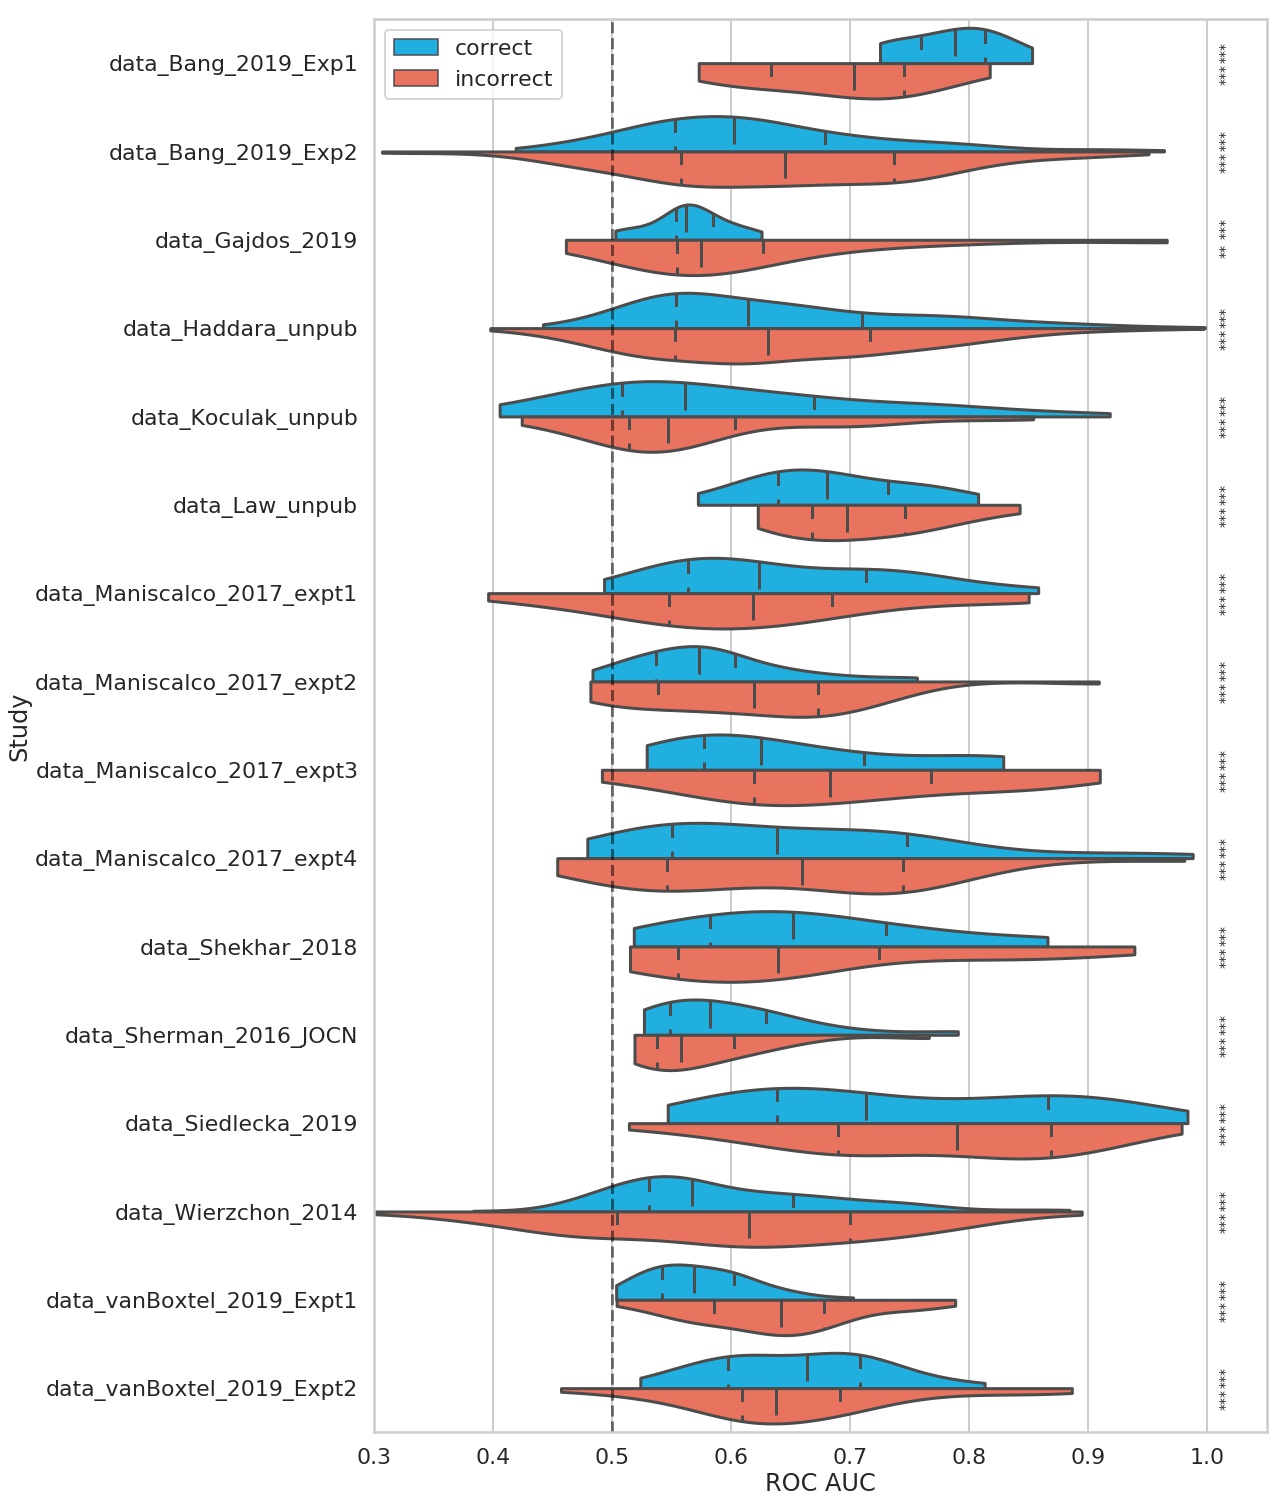 correct
incorrect
data_Bang_2019_Exp1
*** ***
data_Bang_2019_Exp2
*** ***
data_Gajdos_2019
** ***
data_Haddara_unpub
*** ***
data_Koculak_unpub
*** ***
data_Law_unpub
*** ***
data_Maniscalco_2017_expt1
*** ***
data_Maniscalco_2017_expt2
*** ***
data_Maniscalco_2017_expt3
*** ***
data_Maniscalco_2017_expt4
*** ***
data_Shekhar_2018
*** ***
data_Sherman_2016_JOCN
*** ***
data_Siedlecka_2019
*** ***
data_Wierzchon_2014
*** ***
data_vanBoxtel_2019_Expt1
*** ***
data_vanBoxtel_2019_Expt2
*** ***
Study
0.3 0.4 0.5 0.6 0.7 0.8 0.9 1.0
ROC AUC